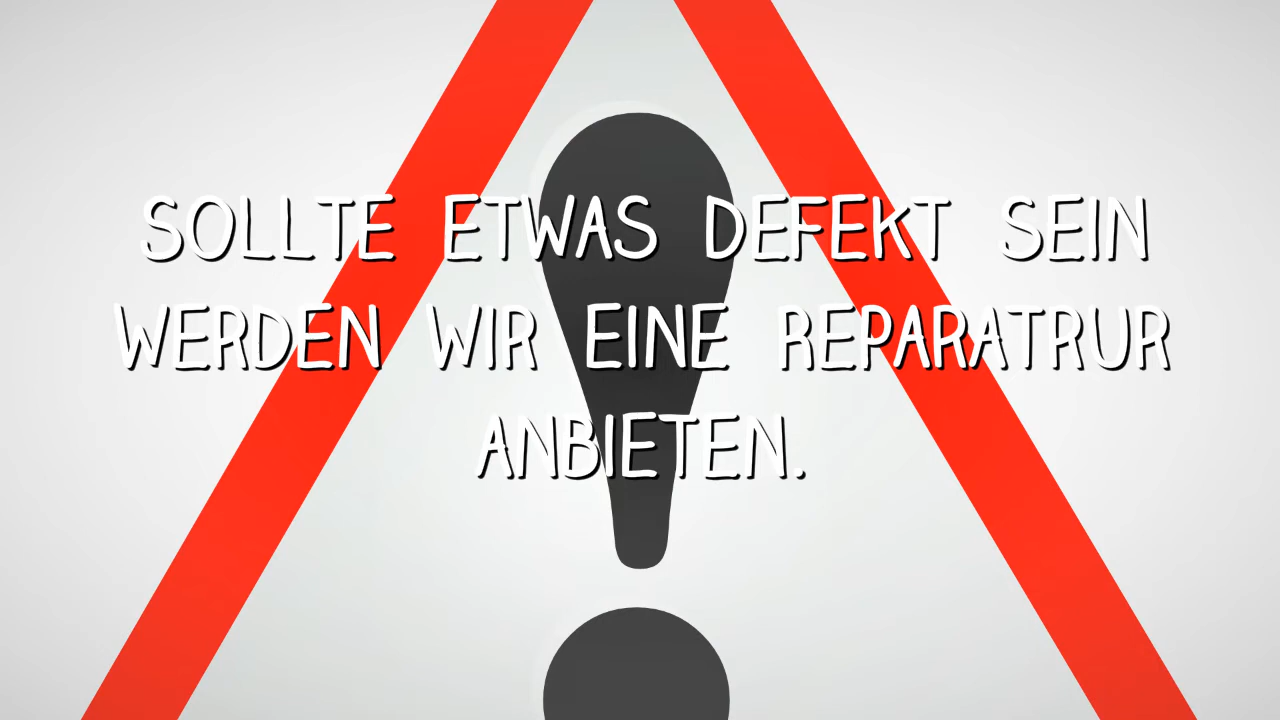 SOLLTE ETWAS DEFEKT SEIN
WERDEN WIR EINE REPARATRUR
ANBIETEN.